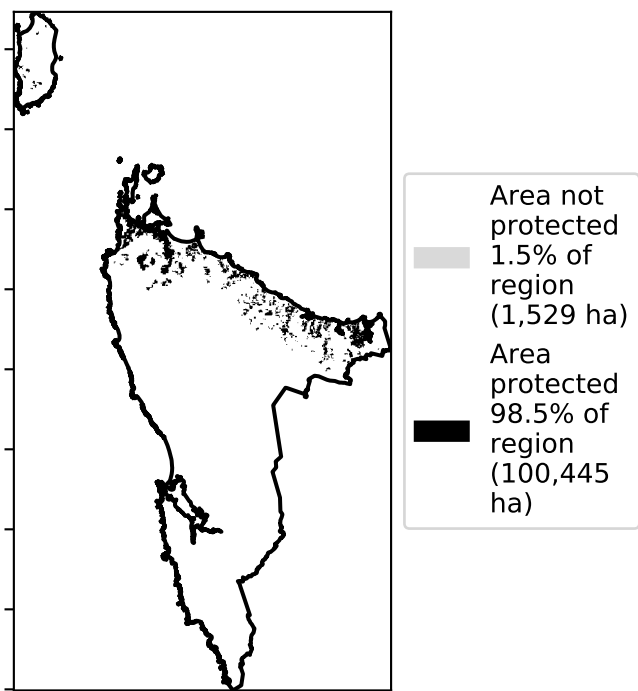 Area not
protected
1.5% of
region
(1,529 ha)
Area
protected
98.5% of
region
(100,445
ha)